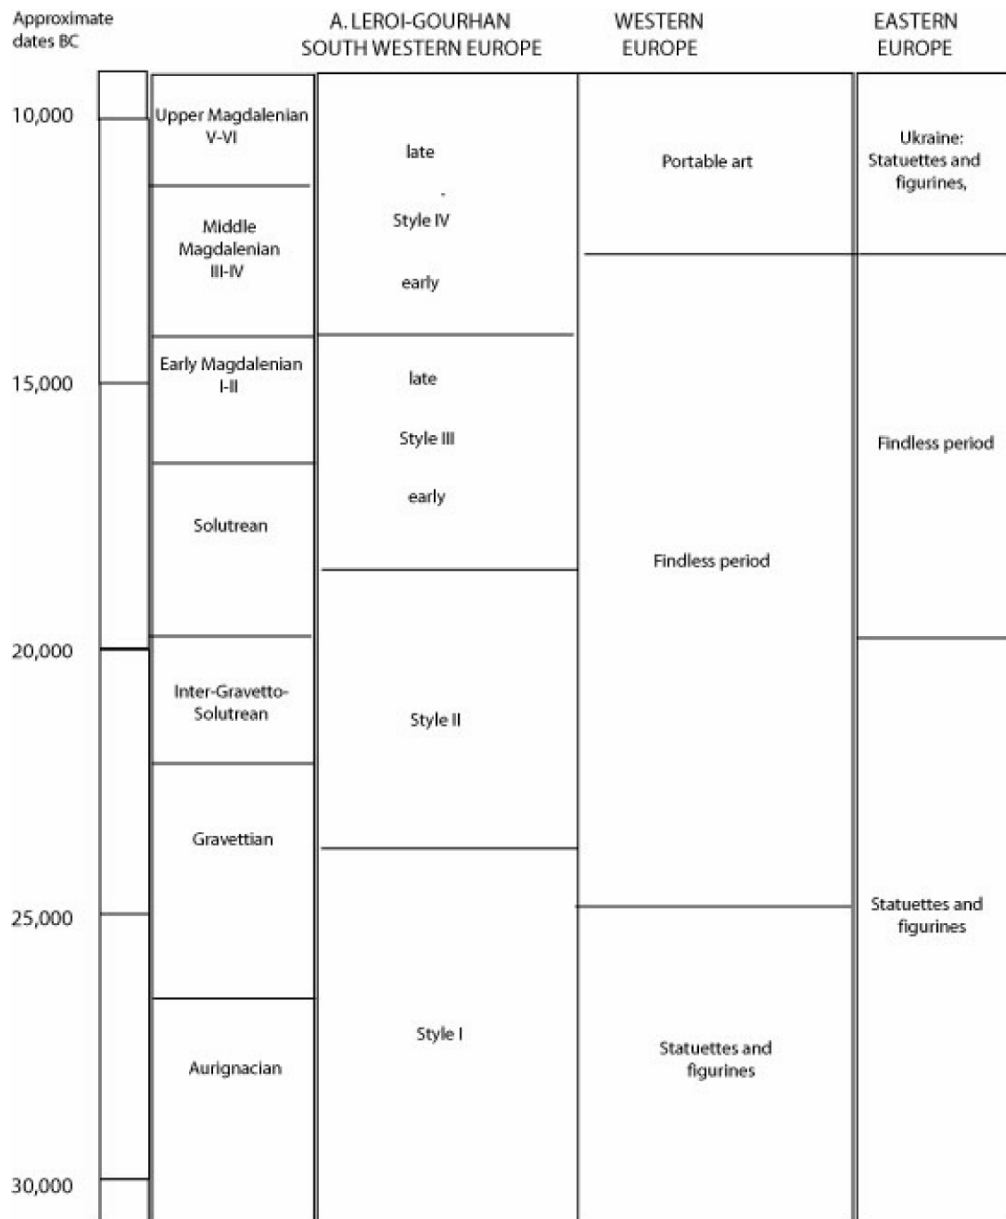 Approximate
dates BC
A. LEROI-GOURHAN
SOUTH WESTERN EUROPE
WESTERN
EUROPE
EASTERN
EUROPE
10,000
15,000
20,000
25,000
30,000
Upper Magdalenian
V-VI
Middle
Magdalenian
III-IV
Early Magdalenian
I-II
Solutrean
Inter-Gravetto-
Solutrean
Gravettian
Aurignacian
late
Style IV
early
late
Style III
early
Style II
Style I
Portable art
Findless period
Statuettes and
figurines
Ukraine:
Statuettes and
figurines,
Findless period
Statuettes and
figurines